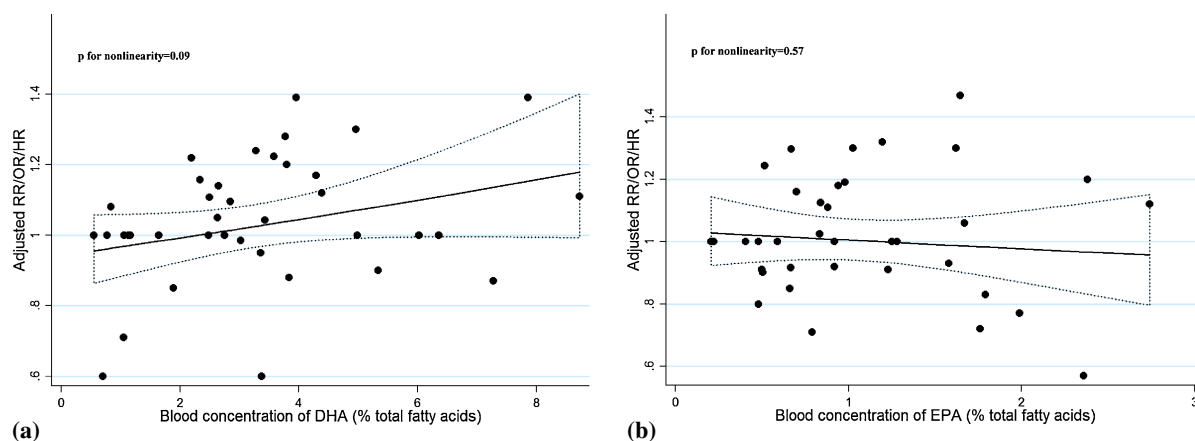 p for nonlinearity=0.09
Adjusted RR/OR/HR
1.4
1.2
1
.8
.6
0
2
4
6
8
Blood concentration of DHA (% total fatty acids)
(a)
p for nonlinearity=0.57
Adjusted RR/OR/HR
1.4
1.2
1
.8
.6
0
1
2
3
Blood concentration of EPA (% total fatty acids)
(b)